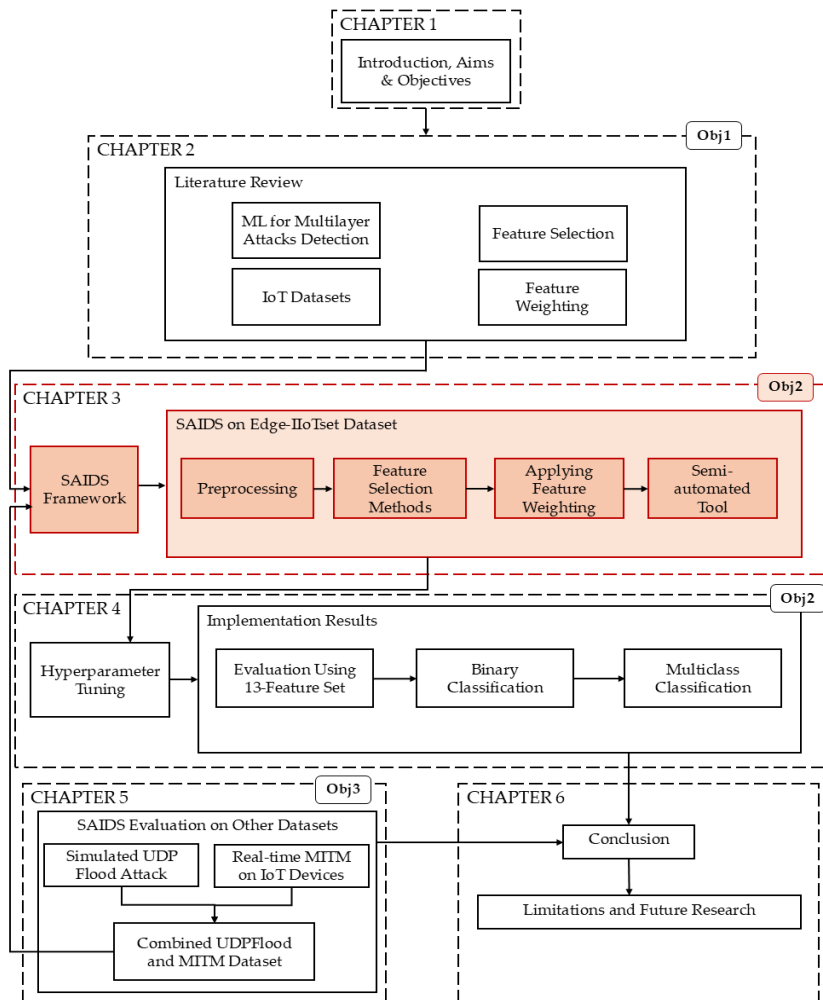 CHAPTER 1
Introduction, Aims
& Objectives
Obj1
CHAPTER 2
Literature Review
ML for Multilayer
Attacks Detection
Feature Selection
IoT Datasets
Feature
Weighting
Obj2
CHAPTER 3
SAIDS on Edge-IIoTset Dataset
SAIDS
Framework
Preprocessing
Feature
Selection
Methods
Applying
Feature
Weighting
Semi-
automated
Tool
Obj2
CHAPTER 4
Implementation Results
Hyperparameter
Tuning
Evaluation Using
13-Feature Set
Binary
Classification
Multiclass
Classification
Obj3
CHAPTER 5
SAIDS Evaluation on Other Datasets
Simulated UDP
Flood Attack
Real-time MITM
on IoT Devices
Combined UDPFlood
and MITM Dataset
CHAPTER 6
Conclusion
Limitations and Future Research